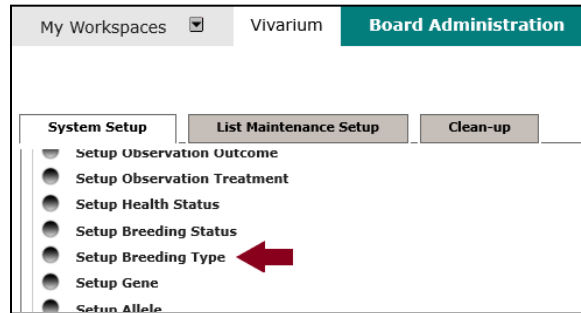 My Workspaces Vivarium Board Administration
System Setup List Maintenance Setup Clean-up
Setup Observation Outcome
Setup Observation Treatment
Setup Health Status
Setup Breeding Status
Setup Breeding Type
Setup Gene
Setup Allele